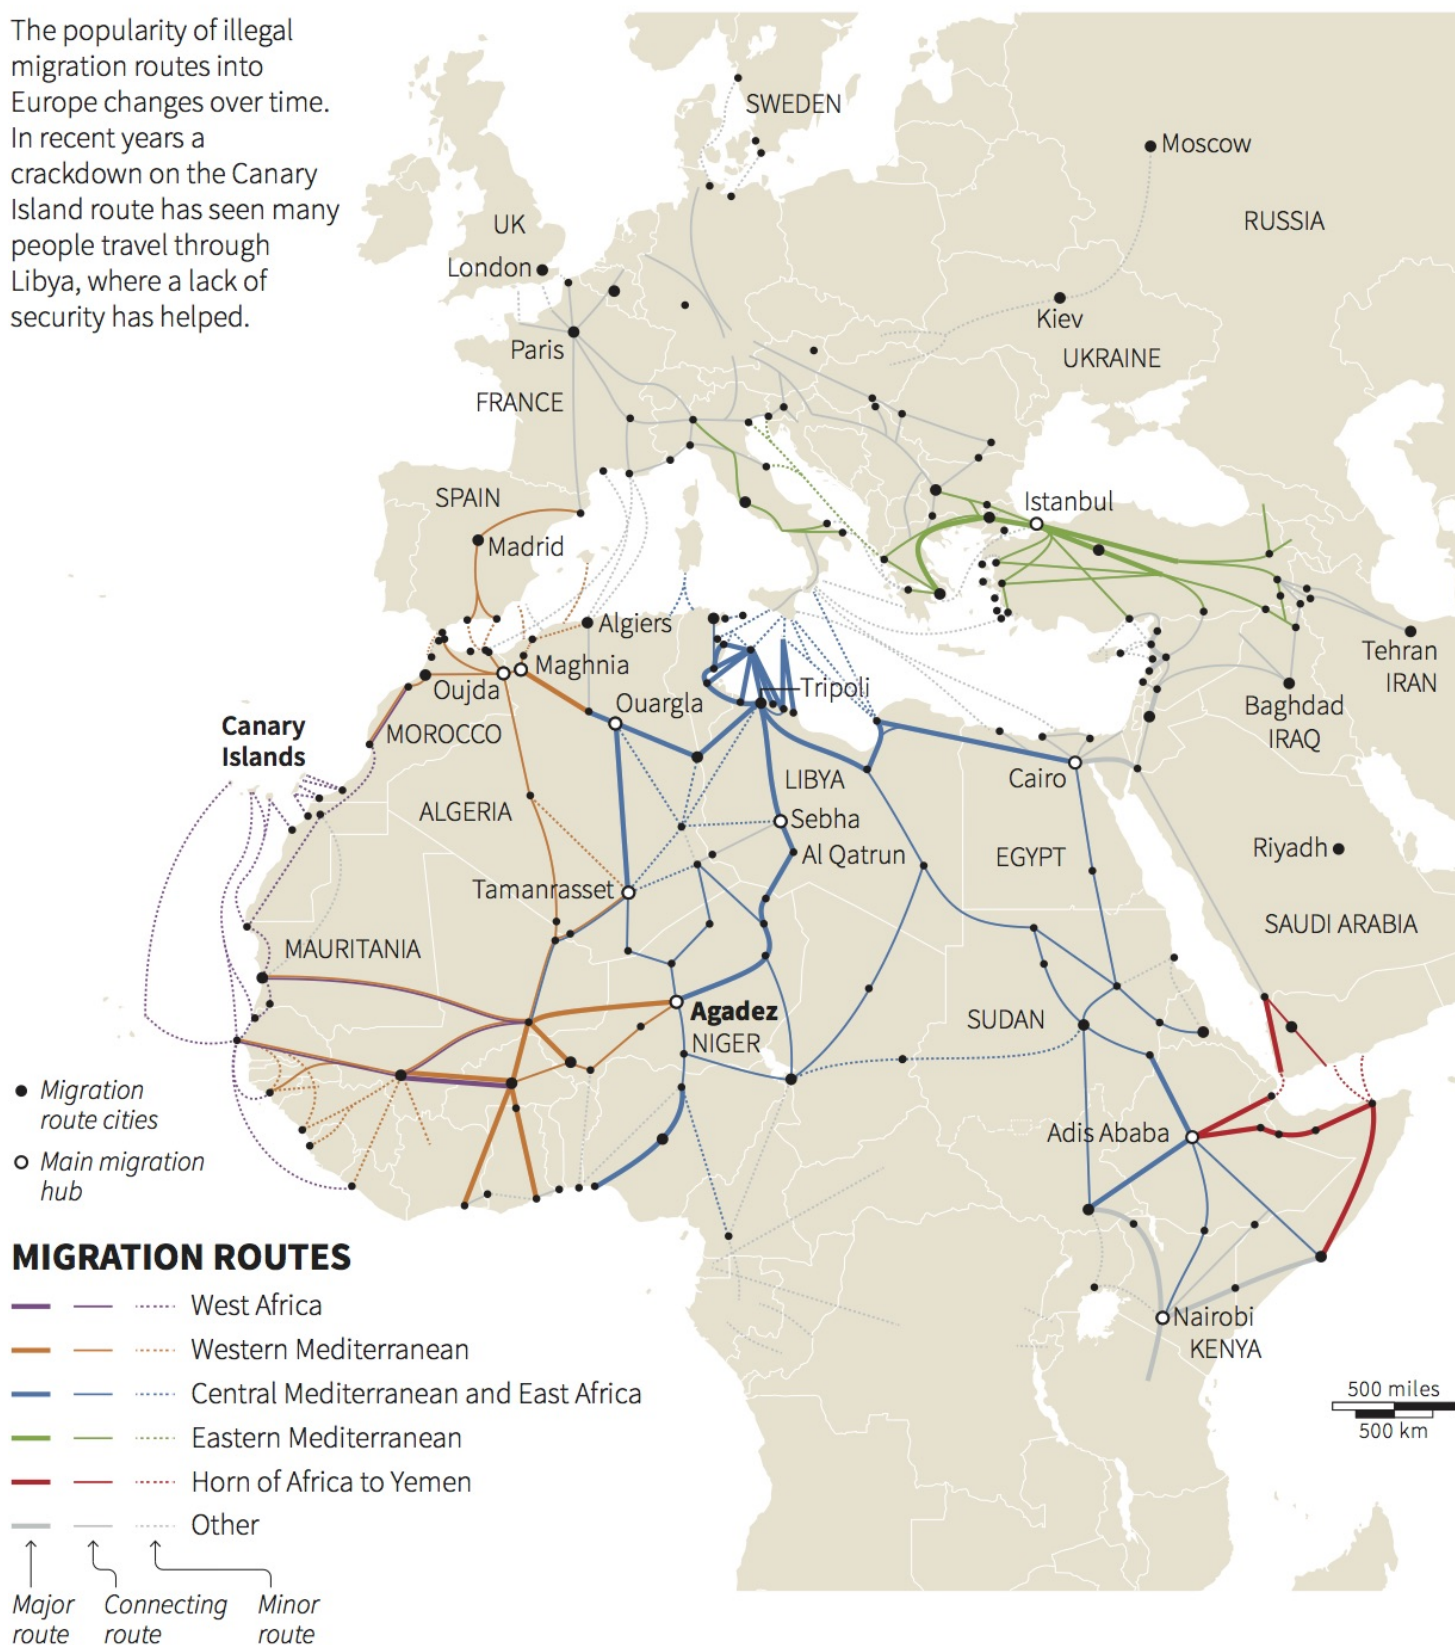 The popularity of illegal
migration routes into
Europe changes over time.
In recent years a
crackdown on the Canary
Island route has seen many
people travel through
Libya, where a lack of
security has helped.
SWEDEN
Moscow
RUSSIA
UK
London
Kiev
UKRAINE
Paris
FRANCE
SPAIN
Istanbul
Madrid
Algiers
Maghnia
Tehran
IRAN
Oujda
Ouargla
Tripoli
Baghdad
IRAQ
Canary
Islands
MOROCCO
LIBYA
Cairo
ALGERIA
Sebha
Al Qatrun
EGYPT
Riyadh
Tamanrasset
SAUDI ARABIA
MAURITANIA
Agadez
NIGER
SUDAN
Adis Ababa
Nairobi
KENYA
Migration
route cities
Main migration
hub
MIGRATION ROUTES
West Africa
Western Mediterranean
Central Mediterranean and East Africa
Eastern Mediterranean
Horn of Africa to Yemen
Other
Major
route
Connecting
route
Minor
route
500 miles
500 km